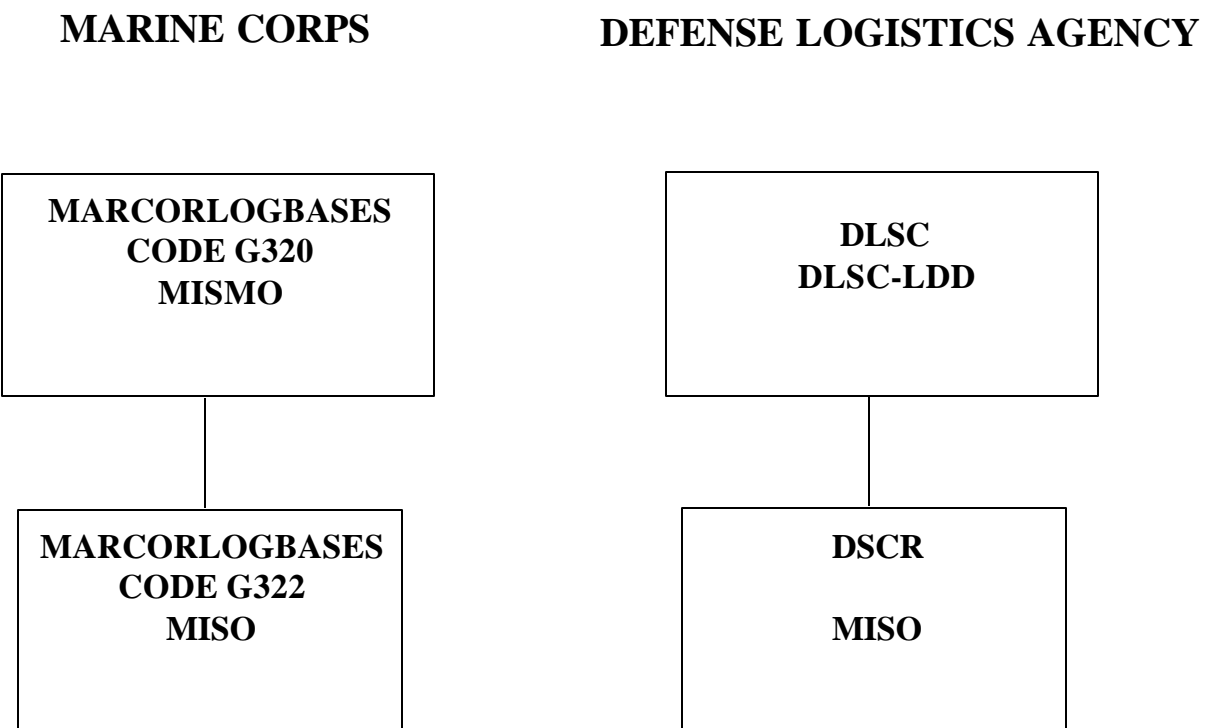 MARINE CORPS
DEFENSE LOGISTICS AGENCY
MARCORLOGBASES
CODE G320
MISMO
DLSC
DLSC-LDD
MARCORLOGBASES
CODE G322
MISO
DSCR
MISO